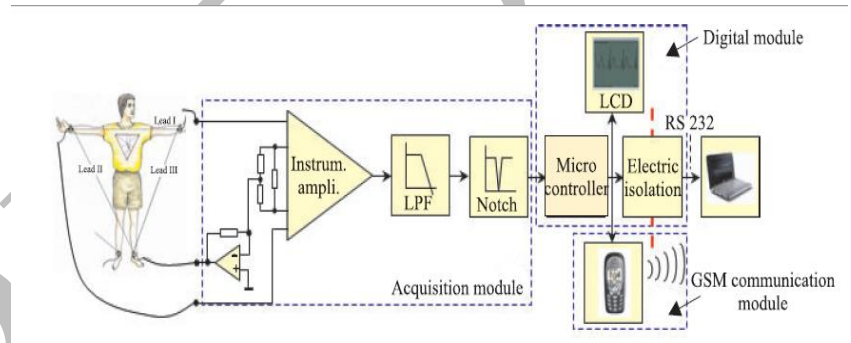 Digital module
LCD
RS 232
Lead I
Lead II
Lead III
Instrum.
ampli.
LPF
Notch
Micro
controller
Electric
isolation
Acquisition module
GSM communication
module